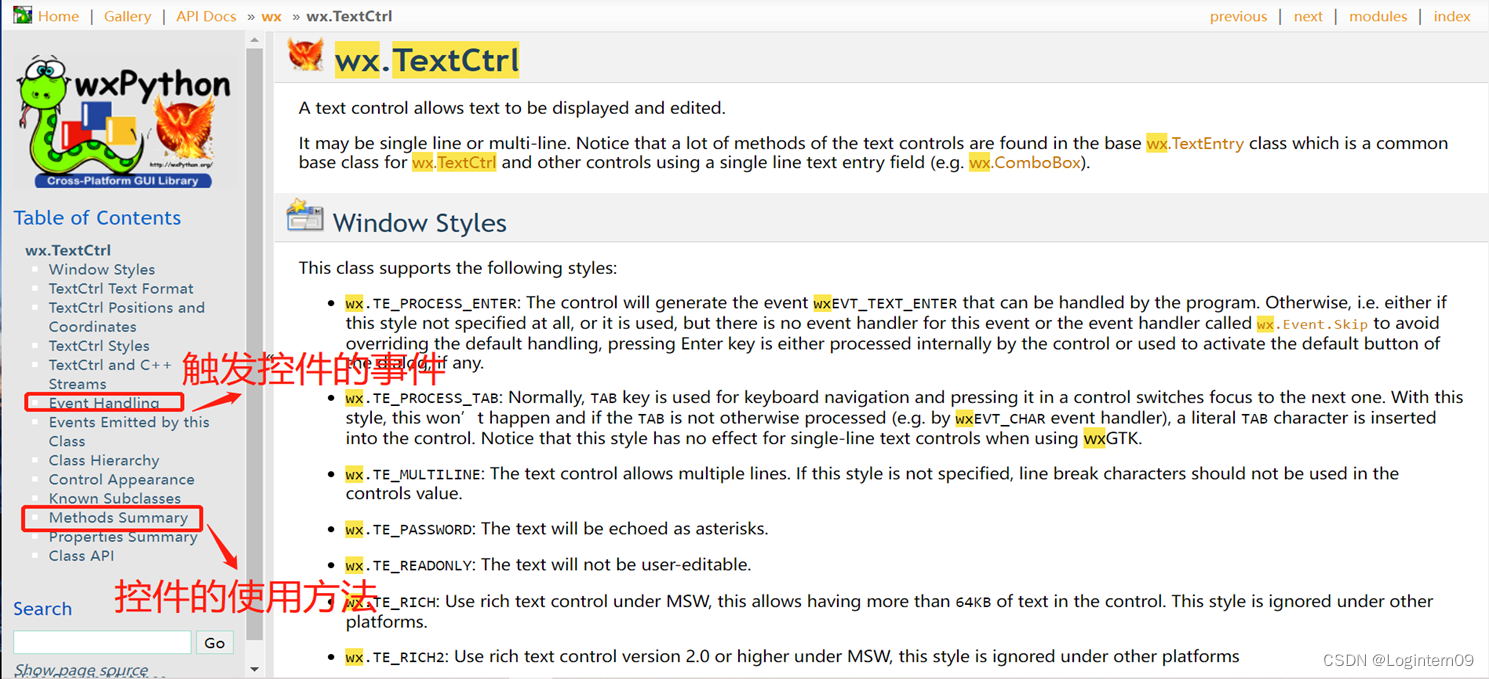 Home | Gallery | API Docs » wx » wx.TextCtrl
previous | next | modules | index
wxPython
http://wxPython.org/
Cross-Platform GUI Library
Table of Contents
wx.TextCtrl
Window Styles
TextCtrl Text Format
TextCtrl Positions and
Coordinates
TextCtrl Styles
TextCtrl and C++
Streams
Event Handling
Events Emitted by this
Class
Class Hierarchy
Control Appearance
Known Subclasses
Methods Summary
Properties Summary
Class API
触发控件的事件
控件的使用方法
Search
Go
Show page source
wx.TextCtrl
A text control allows text to be displayed and edited.
It may be single line or multi-line. Notice that a lot of methods of the text controls are found in the base wx.TextEntry class which is a common
base class for wx.TextCtrl and other controls using a single line text entry field (e.g. wx.ComboBox).
Window Styles
This class supports the following styles:
• wx.TE_PROCESS_ENTER: The control will generate the event wxEVT_TEXT_ENTER that can be handled by the program. Otherwise, i.e. either if
this style not specified at all, or it is used, but there is no event handler for this event or the event handler called wx.Event.Skip to avoid
overriding the default handling, pressing Enter key is either processed internally by the control or used to activate the default button of
the dialog, if any.
• wx.TE_PROCESS_TAB: Normally, TAB key is used for keyboard navigation and pressing it in a control switches focus to the next one. With this
style, this won’t happen and if the TAB is not otherwise processed (e.g. by wxEVT_CHAR event handler), a literal TAB character is inserted
into the control. Notice that this style has no effect for single-line text controls when using wxGTK.
• wx.TE_MULTILINE: The text control allows multiple lines. If this style is not specified, line break characters should not be used in the
controls value.
• wx.TE_PASSWORD: The text will be echoed as asterisks.
• wx.TE_READONLY: The text will not be user-editable.
• wx.TE_RICH: Use rich text control under MSW, this allows having more than 64KB of text in the control. This style is ignored under other
platforms.
• wx.TE_RICH2: Use rich text control version 2.0 or higher under MSW, this style is ignored under other platforms
CSDN @Logintern09